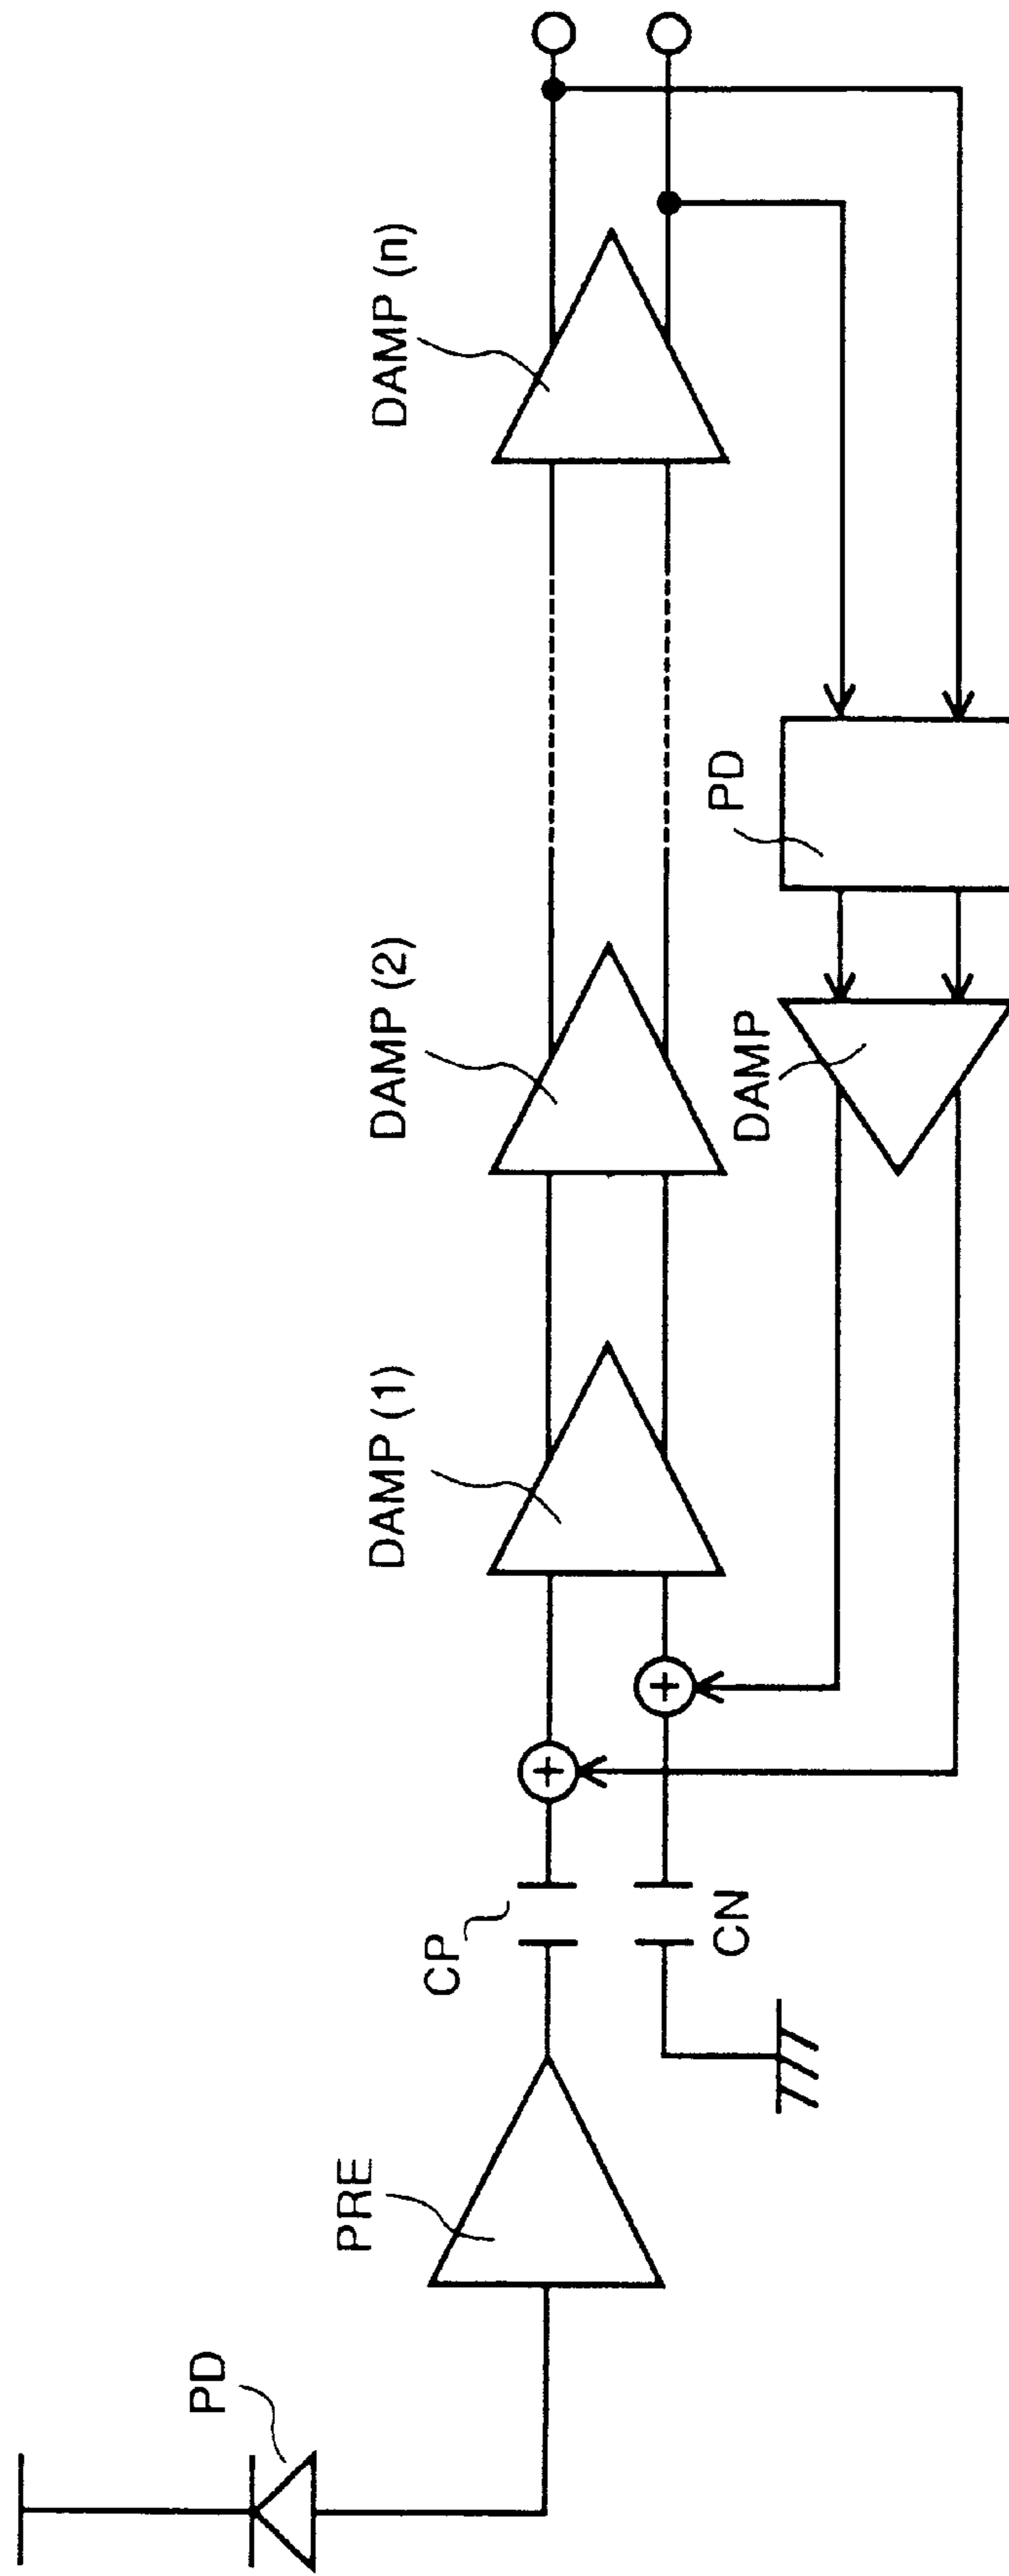 PD
PRE
CP
CN
DAMP (1)
DAMP (2)
DAMP (n)
DAMP
PD
+
+